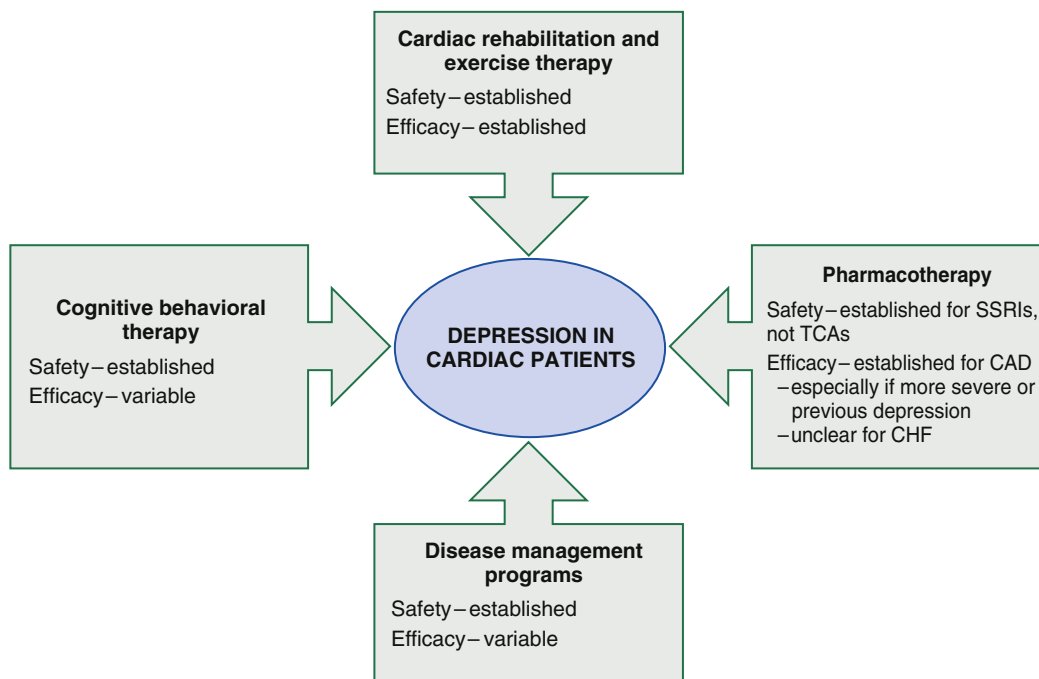 Cardiac rehabilitation and
exercise therapy
Safety–established
Efficacy–established
Cognitive behavioral
therapy
Safety–established
Efficacy–variable
DEPRESSION IN
CARDIAC PATIENTS
Pharmacotherapy
Safety–established for SSRIs,
not TCAs
Efficacy–established for CAD
–especially if more severe or
previous depression
–unclear for CHF
Disease management
programs
Safety–established
Efficacy–variable